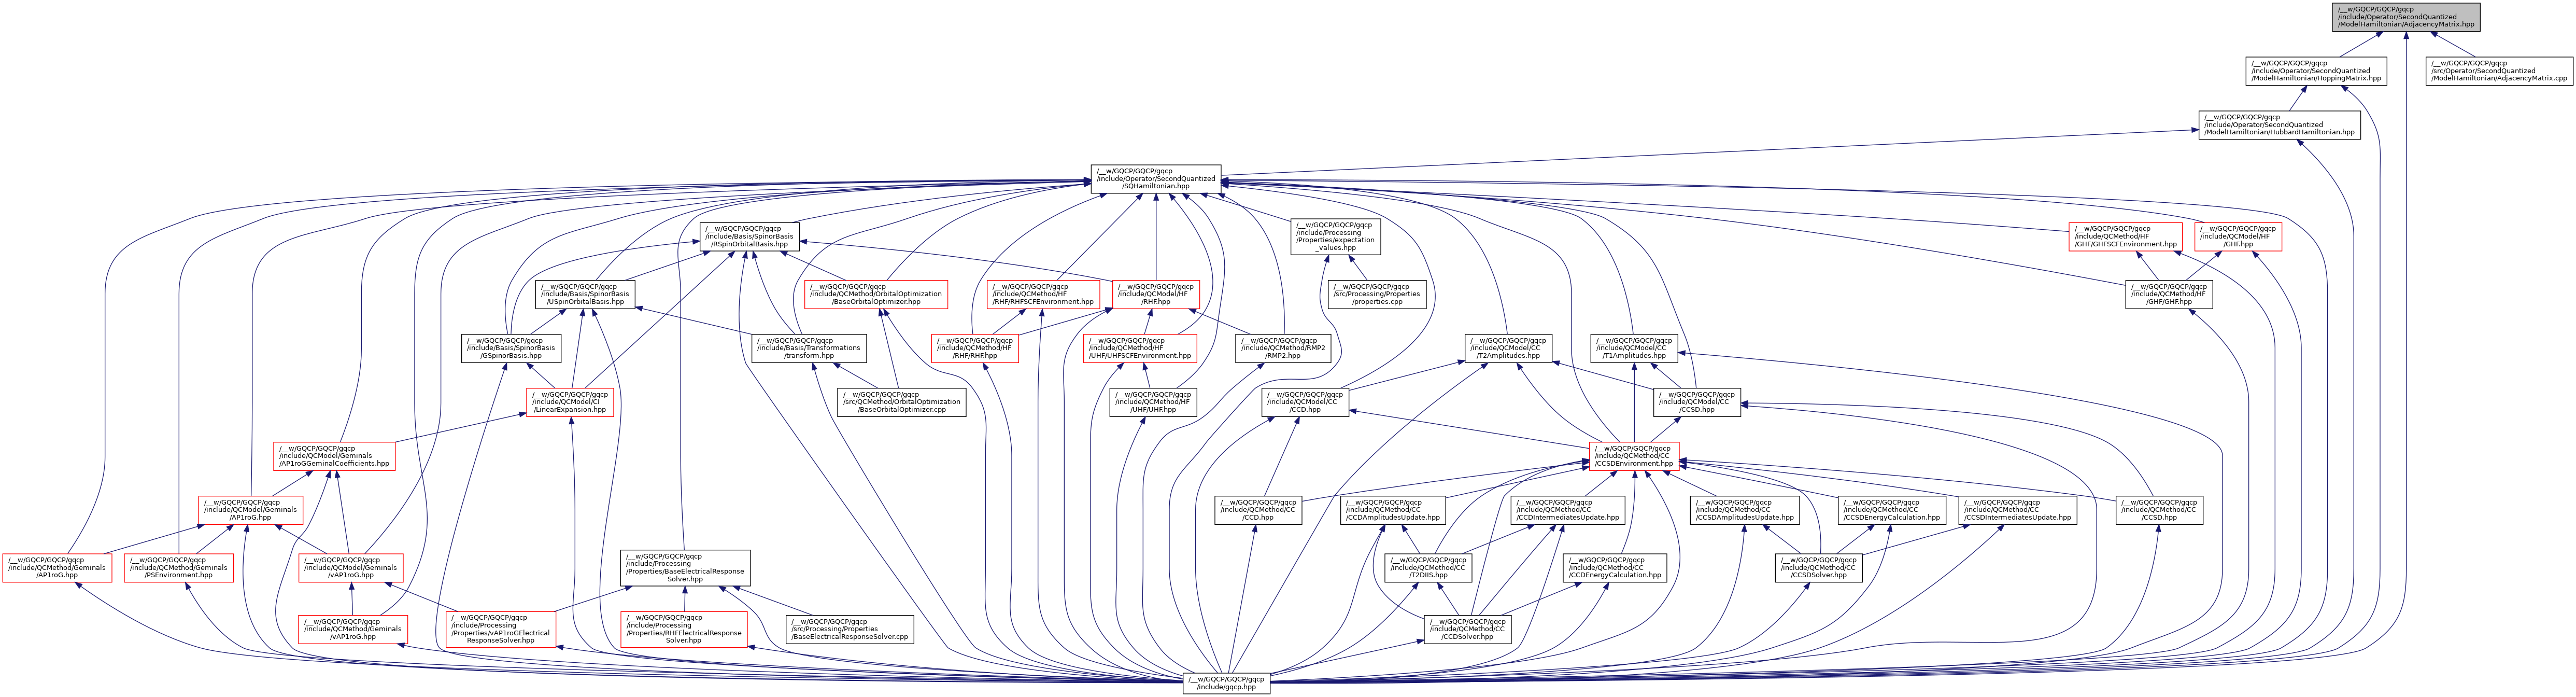 /__w/GQCP/GQCP/gqcp
/include/Operator/SecondQuantized
/ModelHamiltonian/AdjacencyMatrix.hpp
/__w/GQCP/GQCP/gqcp
/include/Operator/SecondQuantized
/ModelHamiltonian/HoppingMatrix.hpp
/__w/GQCP/GQCP/gqcp
/src/Operator/SecondQuantized
/ModelHamiltonian/AdjacencyMatrix.cpp
/__w/GQCP/GQCP/gqcp
/include/Operator/SecondQuantized
/ModelHamiltonian/HubbardHamiltonian.hpp
/__w/GQCP/GQCP/gqcp
/include/Operator/SecondQuantized
/SQHamiltonian.hpp
/__w/GQCP/GQCP/gqcp
/include/Basis/SpinorBasis
/RSpinOrbitalBasis.hpp
/__w/GQCP/GQCP/gqcp
/include/Processing
/Properties/expectation
_values.hpp
/__w/GQCP/GQCP/gqcp
/include/QCMethod/HF
/GHF/GHFSCFEnvironment.hpp
/__w/GQCP/GQCP/gqcp
/include/QCModel/HF
/GHF.hpp
/__w/GQCP/GQCP/gqcp
/include/Basis/SpinorBasis
/USpinOrbitalBasis.hpp
/__w/GQCP/GQCP/gqcp
/include/QCMethod/OrbitalOptimization
/BaseOrbitalOptimizer.hpp
/__w/GQCP/GQCP/gqcp
/include/QCMethod/HF
/RHF/RHFSCFEnvironment.hpp
/__w/GQCP/GQCP/gqcp
/include/QCModel/HF
/RHF.hpp
/__w/GQCP/GQCP/gqcp
/src/Processing/Properties
/properties.cpp
/__w/GQCP/GQCP/gqcp
/include/QCMethod/HF
/GHF/GHF.hpp
/__w/GQCP/GQCP/gqcp
/include/Basis/SpinorBasis
/GSpinorBasis.hpp
/__w/GQCP/GQCP/gqcp
/include/Basis/Transformations
/transform.hpp
/__w/GQCP/GQCP/gqcp
/include/QCMethod/HF
/RHF/RHF.hpp
/__w/GQCP/GQCP/gqcp
/include/QCMethod/HF
/UHF/UHFSCFEnvironment.hpp
/__w/GQCP/GQCP/gqcp
/include/QCMethod/RMP2
/RMP2.hpp
/__w/GQCP/GQCP/gqcp
/include/QCModel/CC
/T2Amplitudes.hpp
/__w/GQCP/GQCP/gqcp
/include/QCModel/CC
/T1Amplitudes.hpp
/__w/GQCP/GQCP/gqcp
/include/QCModel/CI
/LinearExpansion.hpp
/__w/GQCP/GQCP/gqcp
/src/QCMethod/OrbitalOptimization
/BaseOrbitalOptimizer.cpp
/__w/GQCP/GQCP/gqcp
/include/QCMethod/HF
/UHF/UHF.hpp
/__w/GQCP/GQCP/gqcp
/include/QCModel/CC
/CCD.hpp
/__w/GQCP/GQCP/gqcp
/include/QCModel/CC
/CCSD.hpp
/__w/GQCP/GQCP/gqcp
/include/QCModel/Geminals
/AP1roGGeminalCoefficients.hpp
/__w/GQCP/GQCP/gqcp
/include/QCMethod/CC
/CCSDEnvironment.hpp
/__w/GQCP/GQCP/gqcp
/include/QCModel/Geminals
/AP1roG.hpp
/__w/GQCP/GQCP/gqcp
/include/QCMethod/CC
/CCD.hpp
/__w/GQCP/GQCP/gqcp
/include/QCMethod/CC
/CCDAmplitudesUpdate.hpp
/__w/GQCP/GQCP/gqcp
/include/QCMethod/CC
/CCDIntermediatesUpdate.hpp
/__w/GQCP/GQCP/gqcp
/include/QCMethod/CC
/CCSDAmplitudesUpdate.hpp
/__w/GQCP/GQCP/gqcp
/include/QCMethod/CC
/CCSDEnergyCalculation.hpp
/__w/GQCP/GQCP/gqcp
/include/QCMethod/CC
/CCSDIntermediatesUpdate.hpp
/__w/GQCP/GQCP/gqcp
/include/QCMethod/CC
/CCSD.hpp
/__w/GQCP/GQCP/gqcp
/include/QCMethod/Geminals
/AP1roG.hpp
/__w/GQCP/GQCP/gqcp
/include/QCMethod/Geminals
/PSEnvironment.hpp
/__w/GQCP/GQCP/gqcp
/include/QCModel/Geminals
/vAP1roG.hpp
/__w/GQCP/GQCP/gqcp
/include/Processing
/Properties/BaseElectricalResponse
Solver.hpp
/__w/GQCP/GQCP/gqcp
/include/QCMethod/CC
/T2DIIS.hpp
/__w/GQCP/GQCP/gqcp
/include/QCMethod/CC
/CCDEnergyCalculation.hpp
/__w/GQCP/GQCP/gqcp
/include/QCMethod/CC
/CCSDSolver.hpp
/__w/GQCP/GQCP/gqcp
/include/QCMethod/Geminals
/vAP1roG.hpp
/__w/GQCP/GQCP/gqcp
/include/Processing
/Properties/vAP1roGElectrical
ResponseSolver.hpp
/__w/GQCP/GQCP/gqcp
/include/Processing
/Properties/RHFElectricalResponse
Solver.hpp
/__w/GQCP/GQCP/gqcp
/src/Processing/Properties
/BaseElectricalResponseSolver.cpp
/__w/GQCP/GQCP/gqcp
/include/QCMethod/CC
/CCDSolver.hpp
/__w/GQCP/GQCP/gqcp
/include/gqcp.hpp